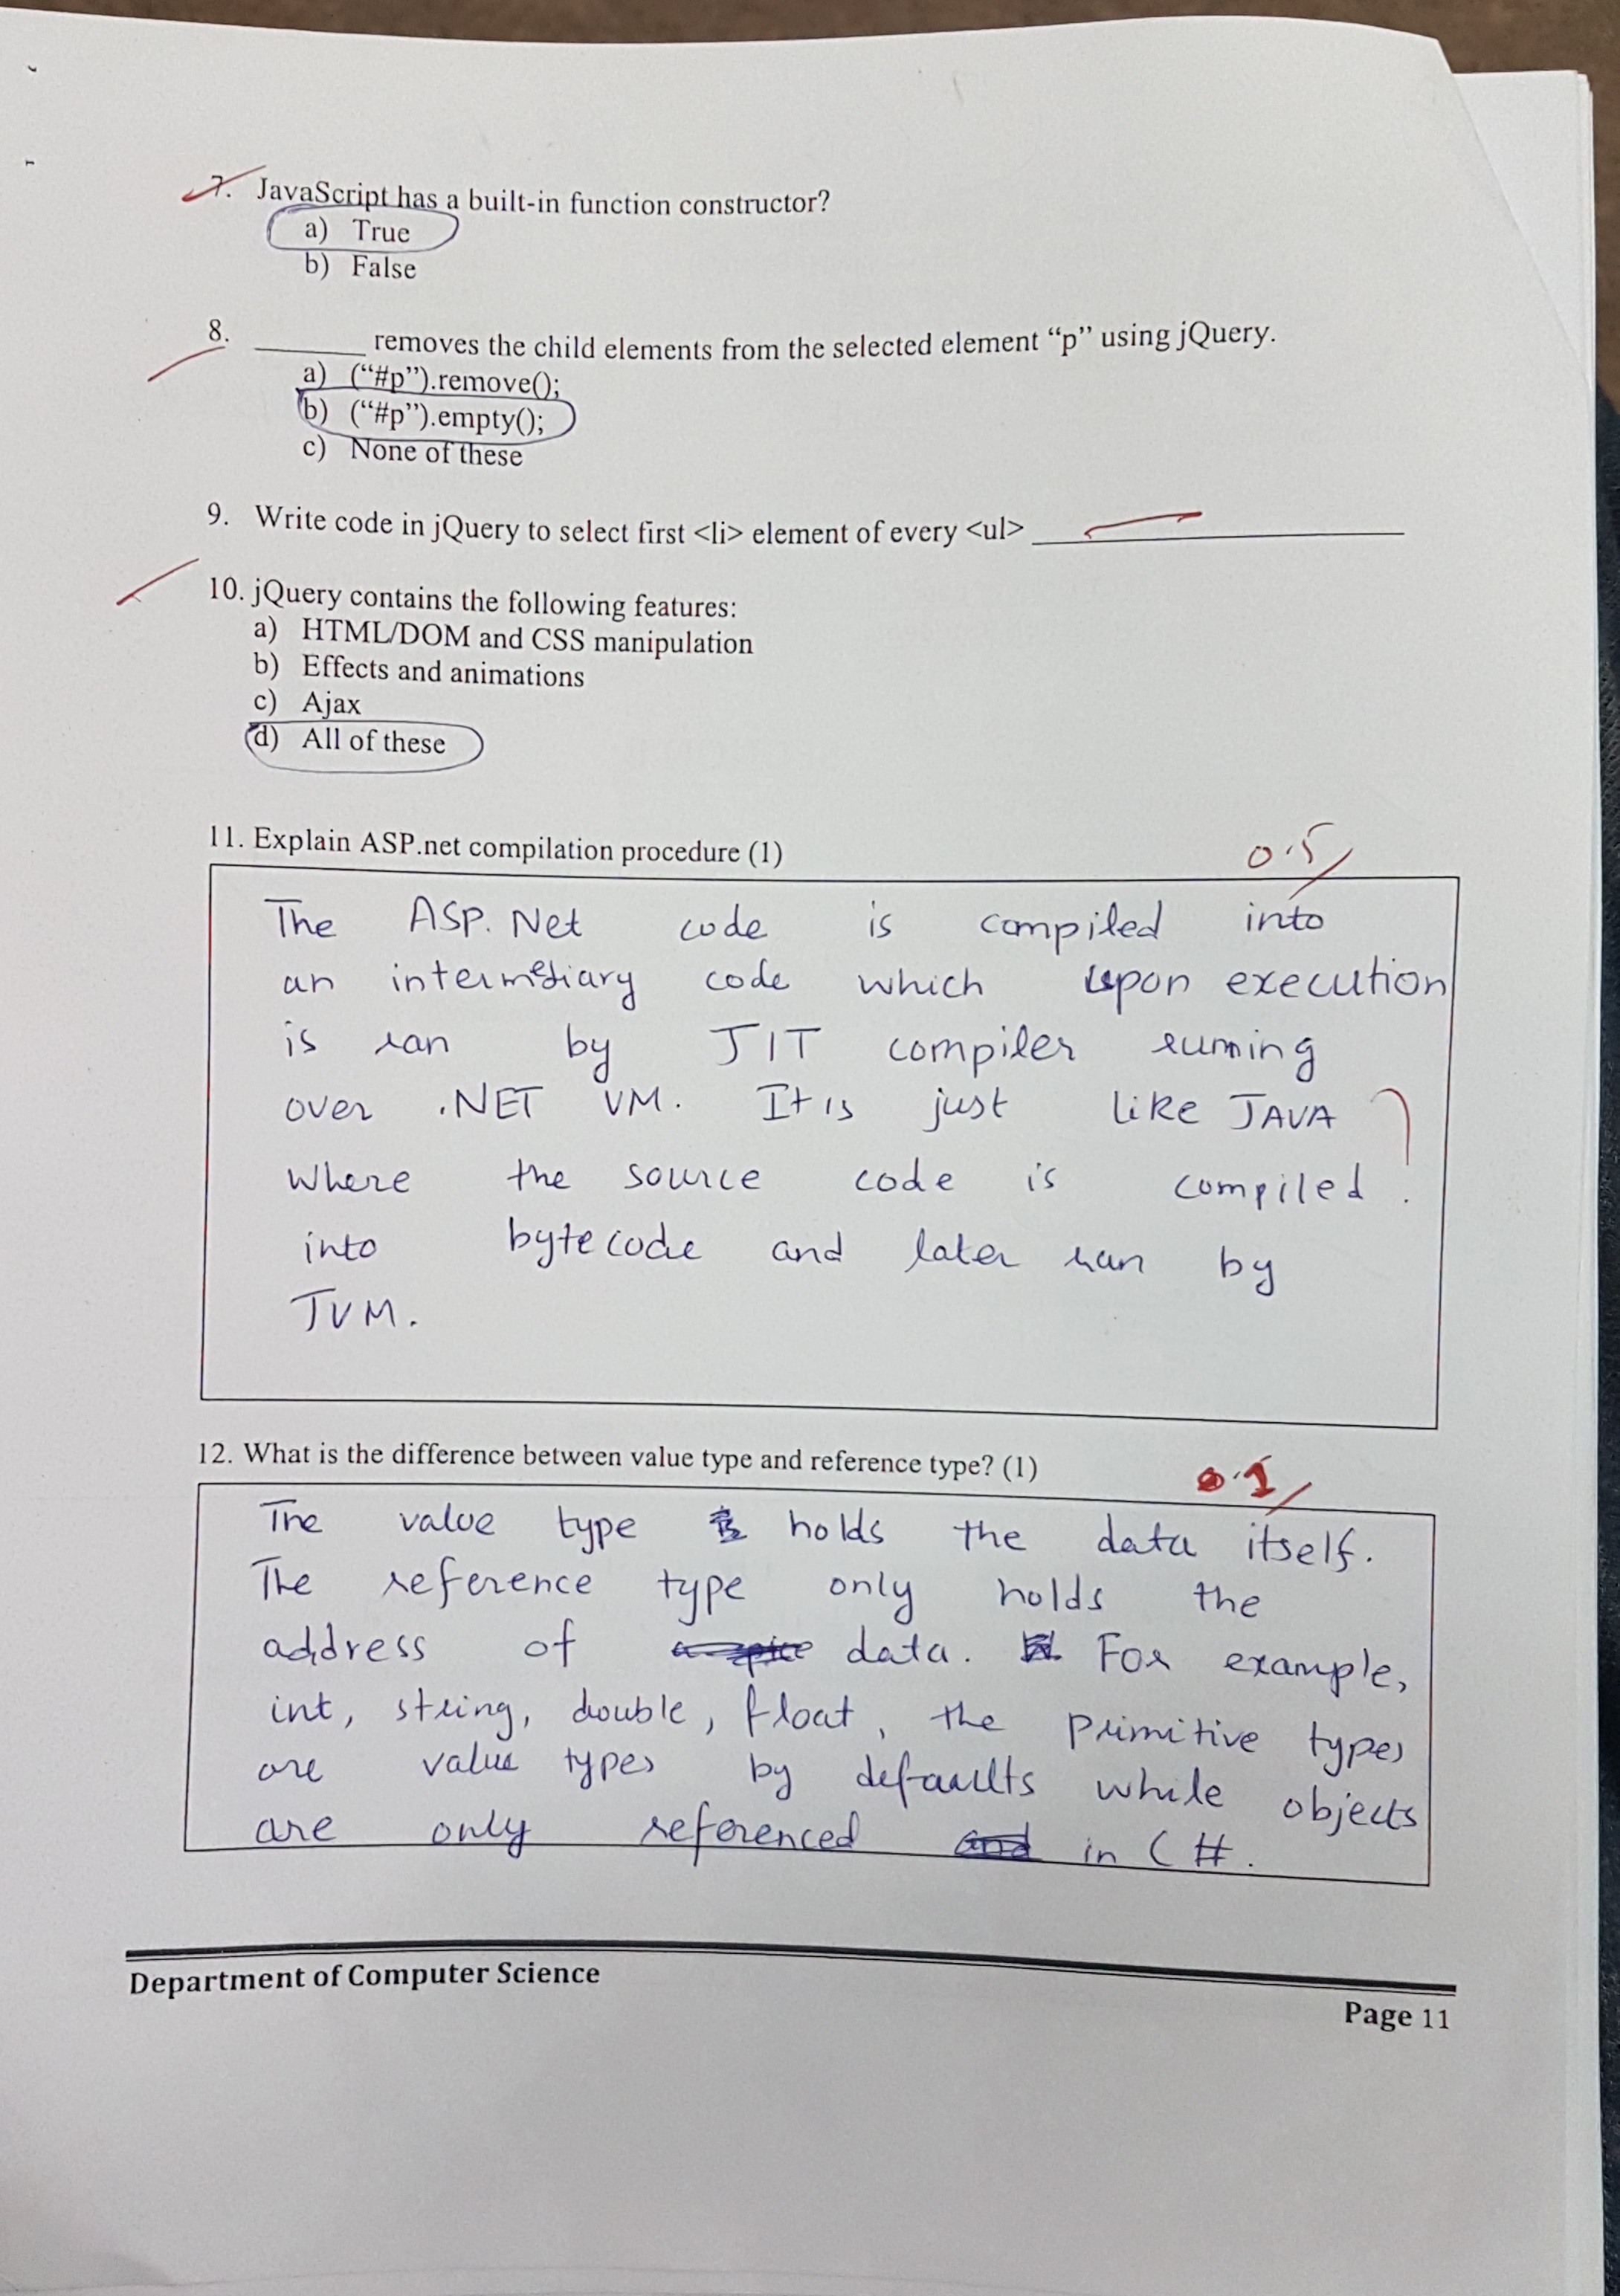 7. JavaScript has a built-in function constructor?
a) True
b) False
8. ________ removes the child elements from the selected element “p” using jQuery.
a) (“#p”).remove();
b) (“#p”).empty();
c) None of these
9. Write code in jQuery to select first <li> element of every <ul>
10. jQuery contains the following features:
a) HTML/DOM and CSS manipulation
b) Effects and animations
c) Ajax
d) All of these
11. Explain ASP.net compilation procedure (1)
0.5/
The ASP. Net code is compiled into
an intermediary code which upon execution
is ran by JIT compiler running
over .NET VM. It is just like JAVA
where the source code is compiled.
into bytecode and later ran by
JVM.
12. What is the difference between value type and reference type? (1)
The value type holds the data itself.
The reference type only holds the
address of data. For example,
int, string, double, float, the primitive types
are value types by defaults while objects
are only referenced in C#.
Department of Computer Science
Page 11